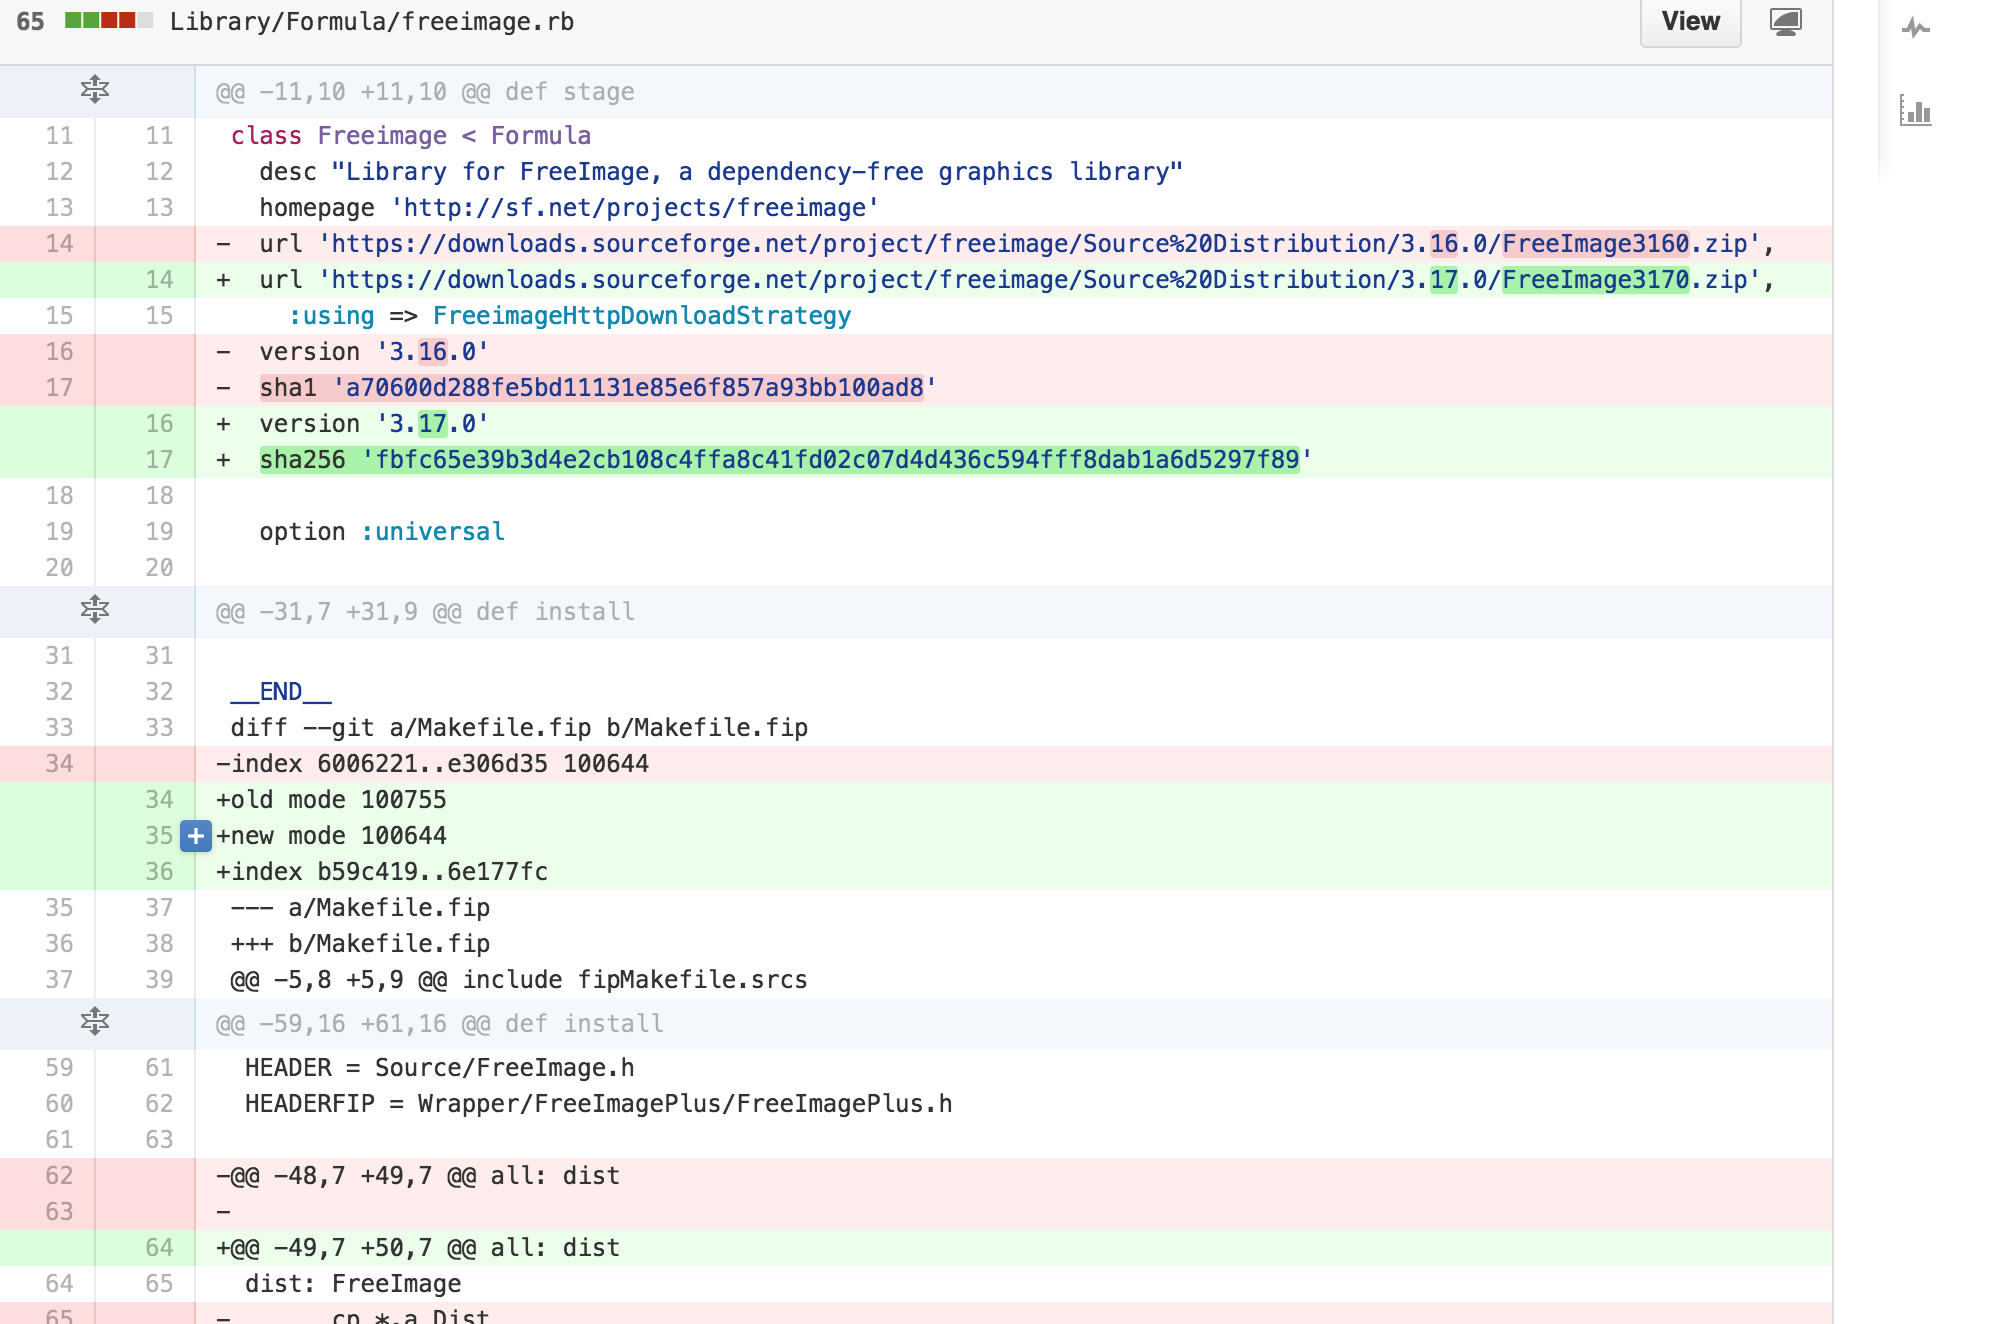 65 Library/Formula/freeimage.rb View
@@ -11,10 +11,10 @@ def stage
11 11 class Freeimage < Formula
12 12 desc "Library for FreeImage, a dependency-free graphics library"
13 13 homepage 'http://sf.net/projects/freeimage'
14 - url 'https://downloads.sourceforge.net/project/freeimage/Source%20Distribution/3.16.0/FreeImage3160.zip',
14 + url 'https://downloads.sourceforge.net/project/freeimage/Source%20Distribution/3.17.0/FreeImage3170.zip',
15 15 :using => FreeimageHttpDownloadStrategy
16 - version '3.16.0'
17 - sha1 'a70600d288fe5bd11131e85e6f857a93bb100ad8'
16 + version '3.17.0'
17 + sha256 'fbfc65e39b3d4e2cb108c4ffa8c41fd02c07d4d436c594fff8dab1a6d5297f89'
18 18
19 19 option :universal
20 20
@@ -31,7 +31,9 @@ def install
31 31
32 32 __END__
33 33 diff --git a/Makefile.fip b/Makefile.fip
34 -index 6006221..e306d35 100644
34 +old mode 100755
35 + +new mode 100644
36 +index b59c419..6e177fc
35 37 --- a/Makefile.fip
36 38 +++ b/Makefile.fip
37 39 @@ -5,8 +5,9 @@ include fipMakefile.srcs
@@ -59,16 +61,16 @@ def install
59 61 HEADER = Source/FreeImage.h
60 62 HEADERFIP = Wrapper/FreeImagePlus/FreeImagePlus.h
61 63
62 -@@ -48,7 +49,7 @@ all: dist
63 -
64 +@@ -49,7 +50,7 @@ all: dist
64 65 dist: FreeImage
65 - cp *.a Dist